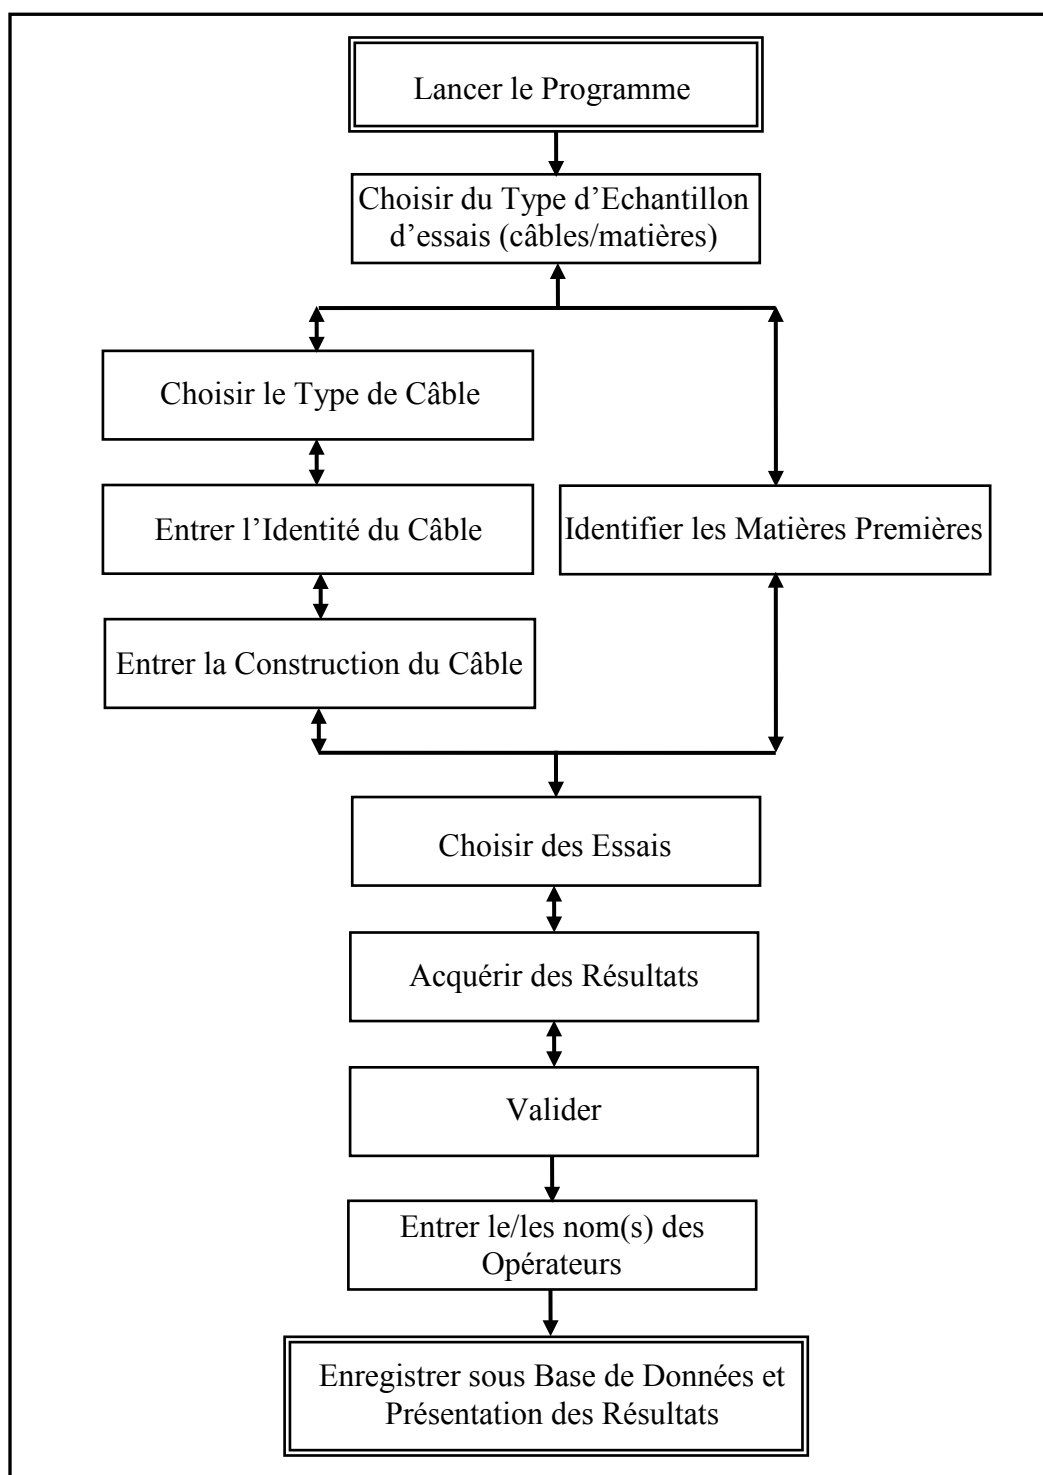 Lancer le Programme
Choisir du Type d’Echantillon
d’essais (câbles/matières)
Choisir le Type de Câble
Entrer l’Identité du Câble
Identifier les Matières Premières
Entrer la Construction du Câble
Choisir des Essais
Acquérir des Résultats
Valider
Entrer le/les nom(s) des
Opérateurs
Enregistrer sous Base de Données et
Présentation des Résultats